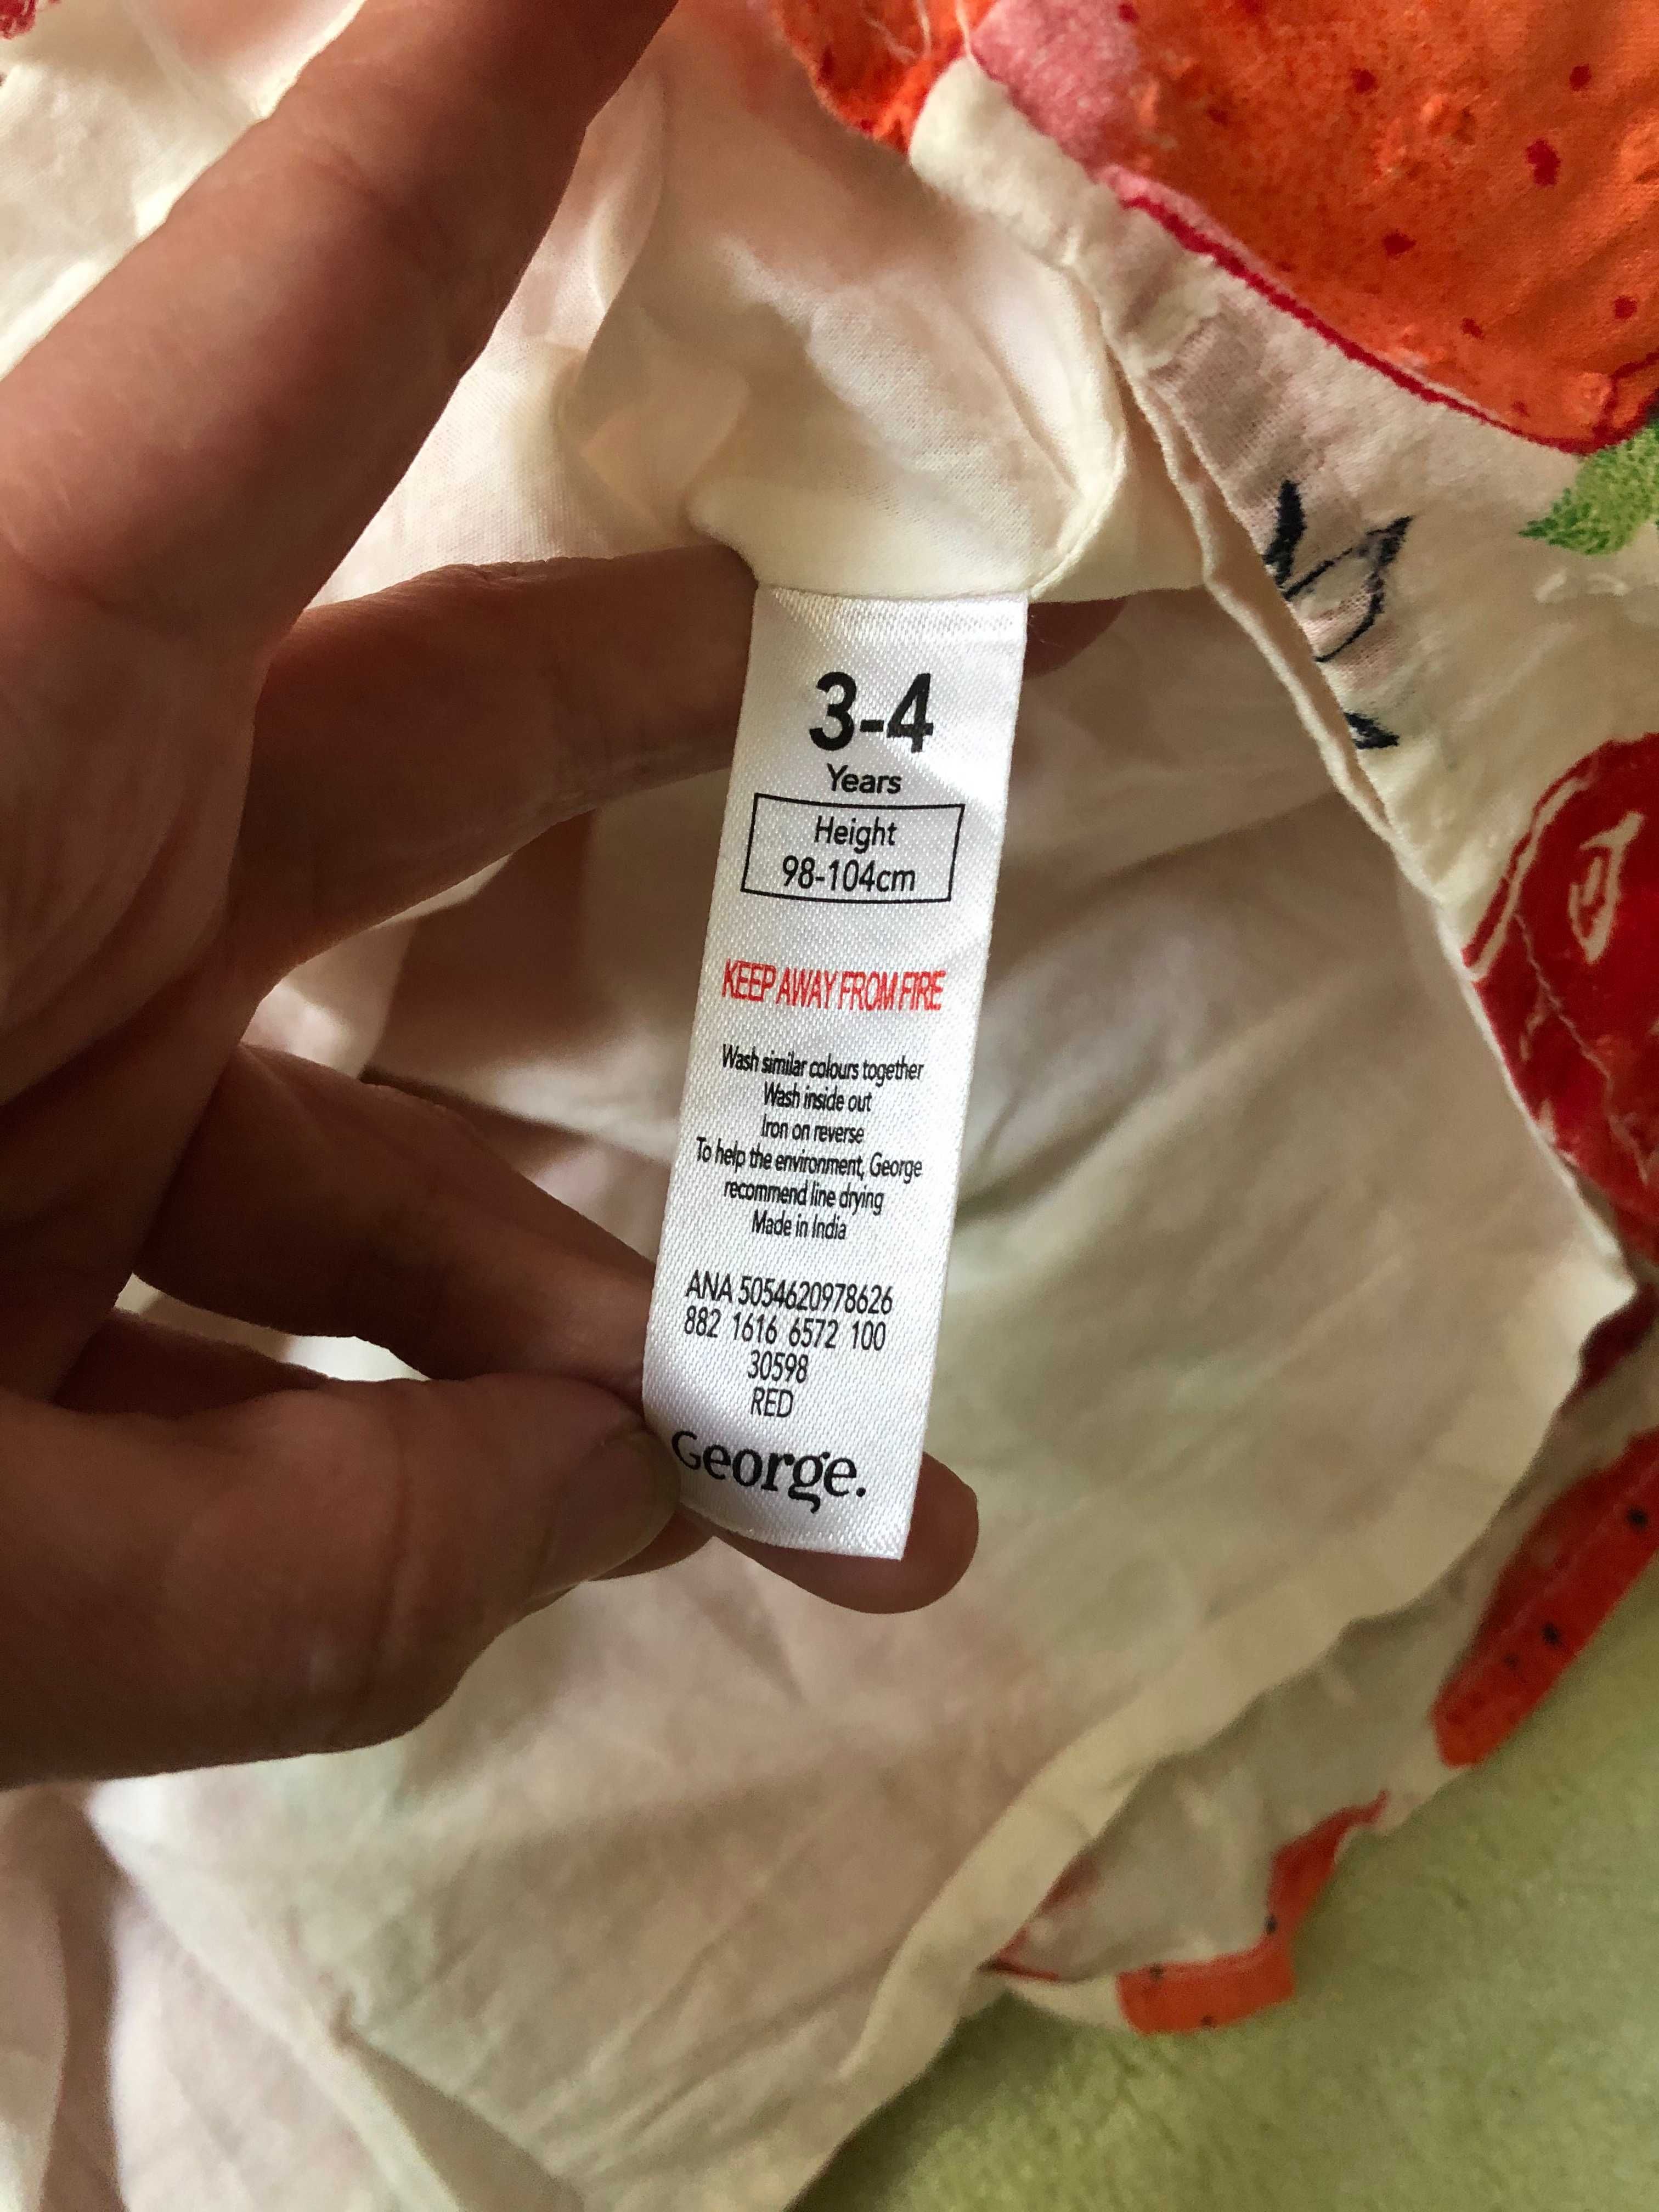 3-4
Years
Height
98-104cm
KEEP AWAY FROM FIRE
Wash similar colours together
Wash inside out
Iron on reverse
To help the environment, George
recommend line drying
Made in India
ANA 5054620978626
882 1616 6572 100
30598
RED
George.